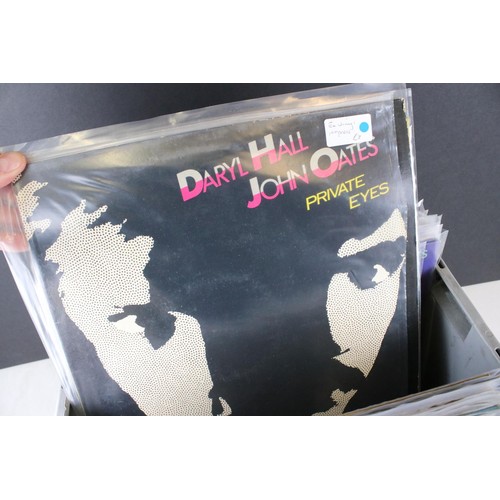 DARYL HALL
JOHN OATES
PRIVATE
EYES